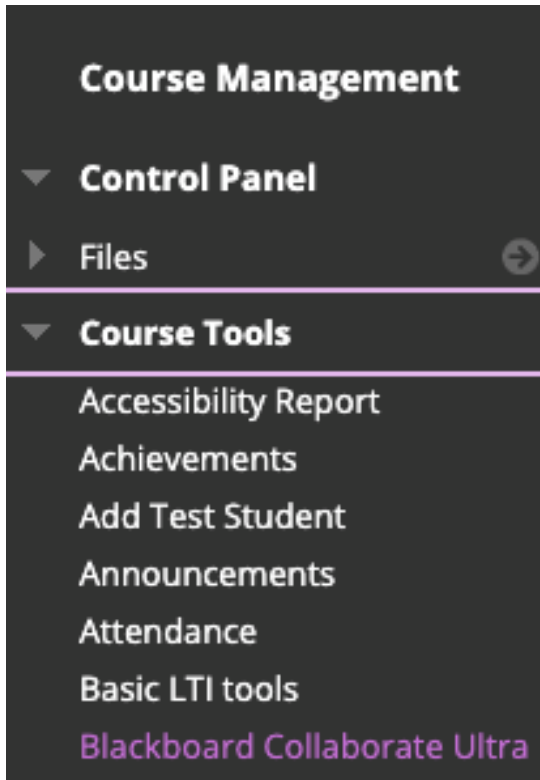 Course Management
Control Panel
Files
Course Tools
Accessibility Report
Achievements
Add Test Student
Announcements
Attendance
Basic LTI tools
Blackboard Collaborate Ultra